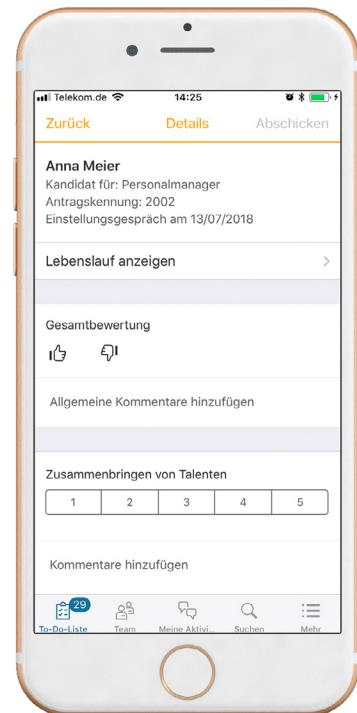 Telekom.de 14:25
Zurück Details Abschicken
Anna Meier
Kandidat für: Personalmanager
Antragskennung: 2002
Einstellungsgespräch am 13/07/2018
Lebenslauf anzeigen
Gesamtbewertung
Allgemeine Kommentare hinzufügen
Zusammenbringen von Talenten
1 2 3 4 5
Kommentare hinzufügen
29
To-Do-Liste Team Meine Aktivi... Suchen Mehr